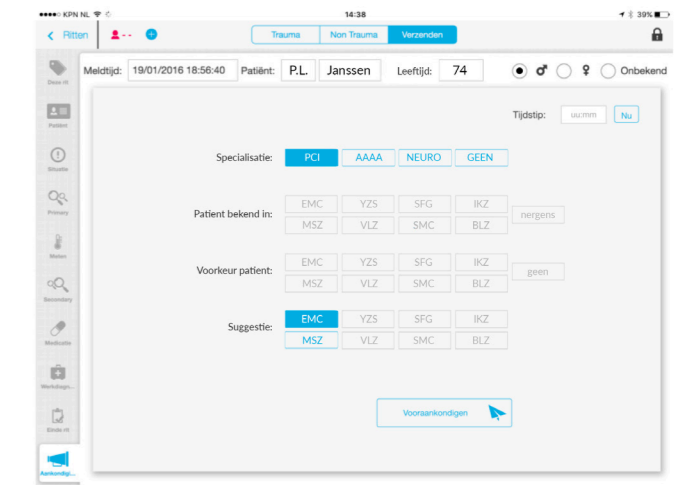 KPN NL 14:38 39%
Ritten - - Trauma Non Trauma Verzenden
Meldtijd: 19/01/2016 18:56:40 Patiënt: P.L. Janssen Leeftijd: 74 ♂ ♀ Onbekend
Deze rit
Tijdstip: uu:mm Nu
Patient
Specialisatie: PCI AAAA NEURO GEEN
Situatie
Primary
Patient bekend in: EMC YZS SFG IKZ
MSZ VLZ SMC BLZ
nergens
Meten
Voorkeur patient: EMC YZS SFG IKZ
MSZ VLZ SMC BLZ
geen
Secondary
Suggestie: EMC YZS SFG IKZ
MSZ VLZ SMC BLZ
Medicatie
Werkdiagn...
Vooraankondigen
Einde rit
Aankondigi...